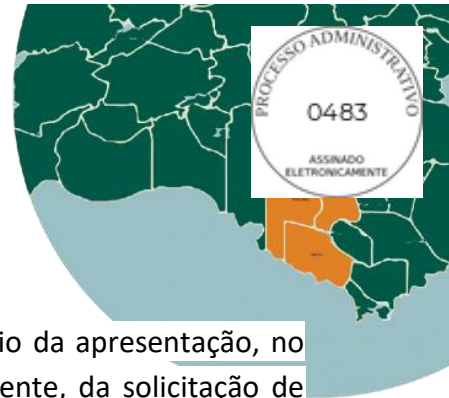 PROCESSO ADMINISTRATIVO
0483
ASSINADO
ELETRONICAMENTE
io da apresentação, no
ente, da solicitação de